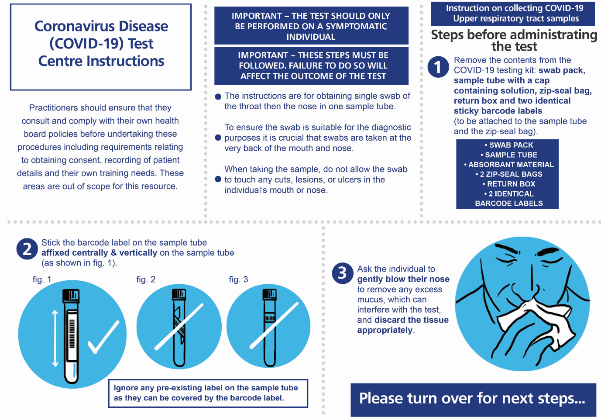 Coronavirus Disease
(COVID-19) Test
Centre Instructions
Practitioners should ensure that they
consult and comply with their own health
board policies before undertaking these
procedures including requirements relating
to obtaining consent, recording of patient
details and their own training needs. These
areas are out of scope for this resource.
IMPORTANT – THE TEST SHOULD ONLY
BE PERFORMED ON A SYMPTOMATIC
INDIVIDUAL
IMPORTANT – THESE STEPS MUST BE
FOLLOWED. FAILURE TO DO SO WILL
AFFECT THE OUTCOME OF THE TEST
The instructions are for obtaining single swab of
the throat then the nose in one sample tube.
To ensure the swab is suitable for the diagnostic
purposes it is crucial that swabs are taken at the
very back of the mouth and nose.
When taking the sample, do not allow the swab
to touch any cuts, lesions, or ulcers in the
individual's mouth or nose.
Instruction on collecting COVID-19
Upper respiratory tract samples
Steps before administrating
the test
1
Remove the contents from the
COVID-19 testing kit: swab pack,
sample tube with a cap
containing solution, zip-seal bag,
return box and two identical
sticky barcode labels
(to be attached to the sample tube
and the zip-seal bag).
• SWAB PACK
• SAMPLE TUBE
• ABSORBANT MATERIAL
• 2 ZIP-SEAL BAGS
• RETURN BOX
• 2 IDENTICAL
BARCODE LABELS
2
Stick the barcode label on the sample tube
affixed centrally & vertically on the sample tube
(as shown in fig. 1).
fig. 1
fig. 2
fig. 3
Ignore any pre-existing label on the sample tube
as they can be covered by the barcode label.
3
Ask the individual to
gently blow their nose
to remove any excess
mucus, which can
interfere with the test,
and discard the tissue
appropriately.
Please turn over for next steps...